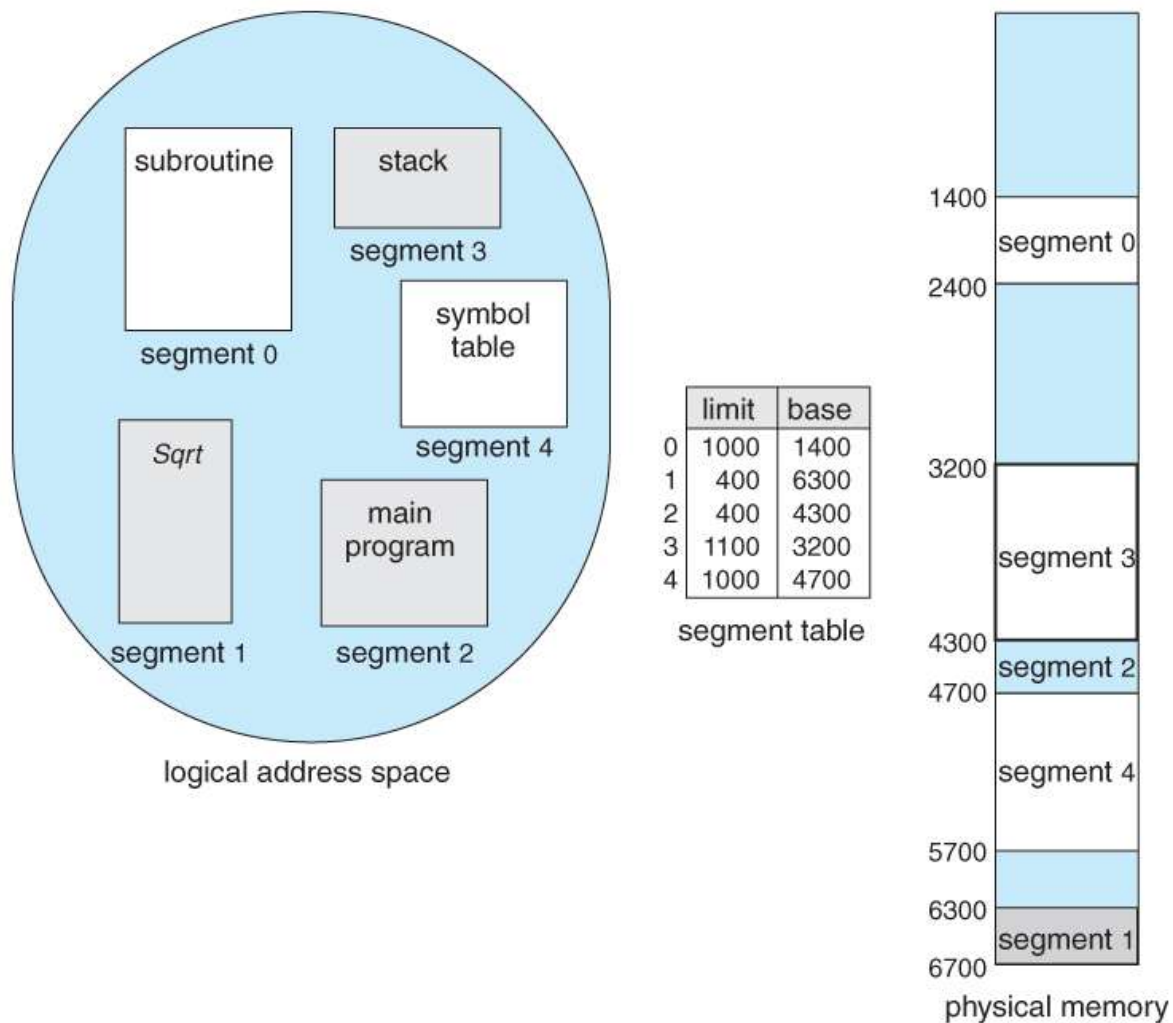 subroutine
segment 0
stack
segment 3
symbol
table
segment 4
Sqrt
segment 1
main
program
segment 2
logical address space
limit base
0 1000 1400
1 400 6300
2 400 4300
3 1100 3200
4 1000 4700
segment table
1400
segment 0
2400
3200
segment 3
4300
segment 2
4700
segment 4
5700
6300
segment 1
6700
physical memory